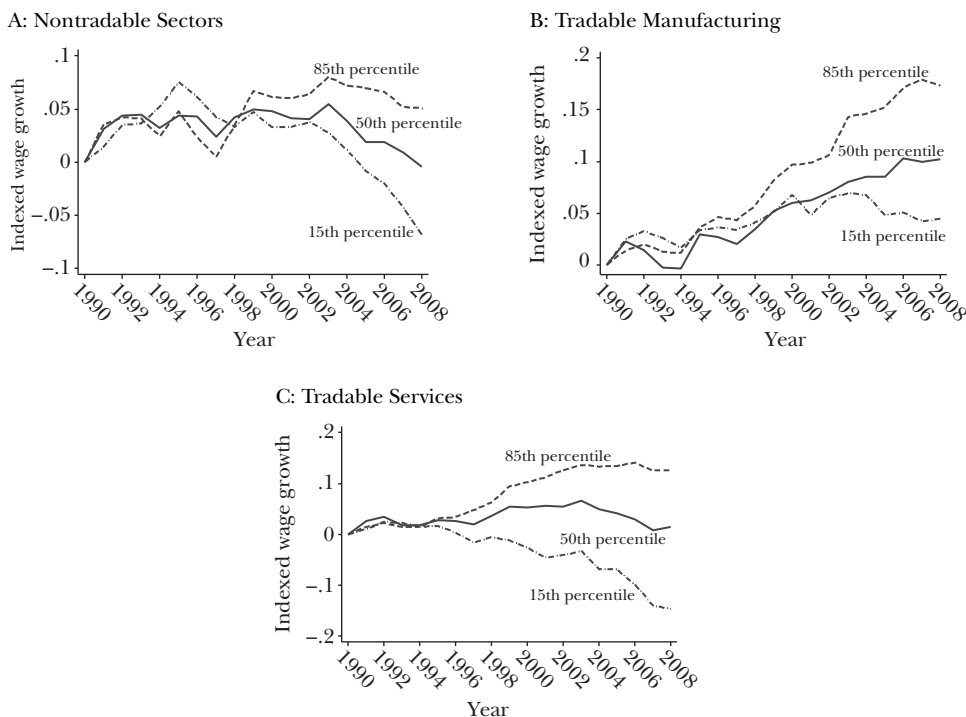 A: Nontradable Sectors
Indexed wage growth
.1
.05
0
−.05
−.1
85th percentile
50th percentile
15th percentile
1990
1992
1994
1996
1998
2000
2002
2004
2006
2008
Year
B: Tradable Manufacturing
Indexed wage growth
.2
0.15
.1
0.05
0
85th percentile
50th percentile
15th percentile
1990
1992
1994
1996
1998
2000
2002
2004
2006
2008
Year
C: Tradable Services
Indexed wage growth
.2
0.1
0
−.1
−.2
85th percentile
50th percentile
15th percentile
1990
1992
1994
1996
1998
2000
2002
2004
2006
2008
Year